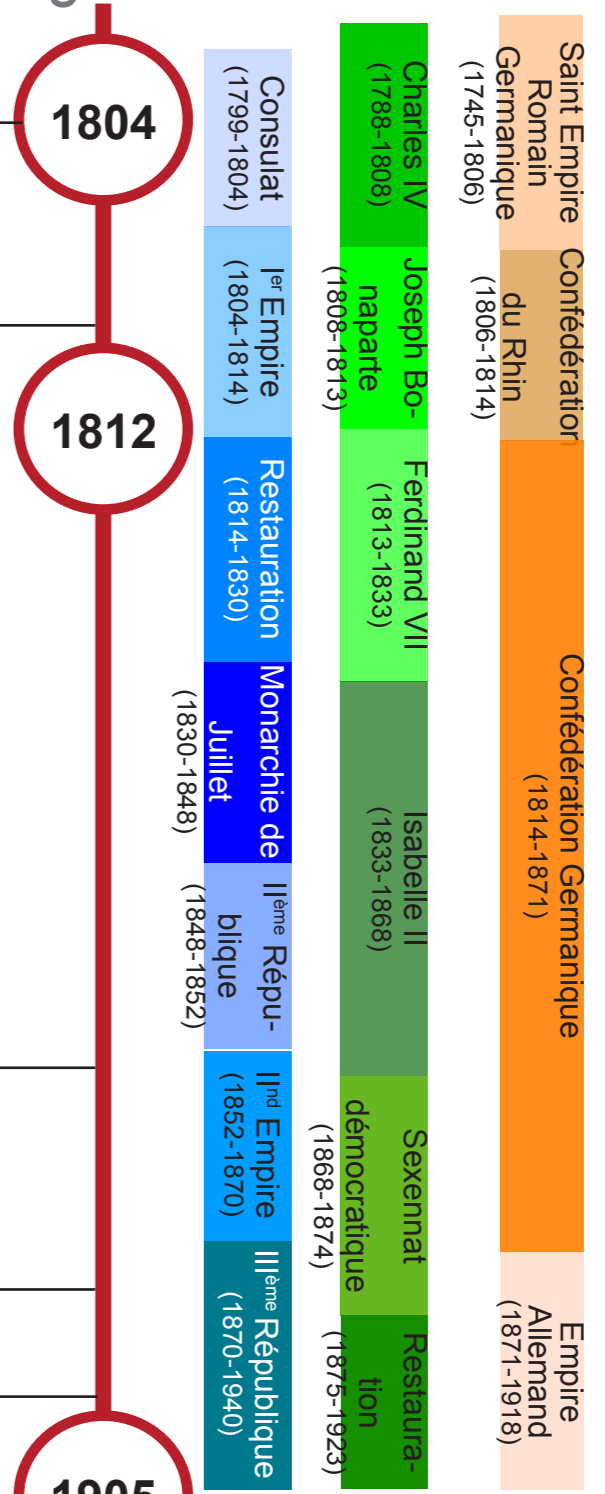 1804
1812
1905
Consulat
(1799-1804)
Iᵉʳ Empire
(1804-1814)
Restauration
(1814-1830)
Monarchie de
Juillet
(1830-1848)
IIᵉᵐᵉ Répu-
blique
(1848-1852)
IIⁿᵈ Empire
(1852-1870)
IIIᵉᵐᵉ République
(1870-1940)
Charles IV
(1788-1808)
Joseph Bo-
naparte
(1808-1813)
Ferdinand VII
(1813-1833)
Isabelle II
(1833-1868)
Sexennat
démocratique
(1868-1874)
Restaura-
tion
(1875-1923)
Saint Empire
Romain
Germanique
(1745-1806)
Confédération
du Rhin
(1806-1814)
Confédération Germanique
(1814-1871)
Empire
Allemand
(1871-1918)